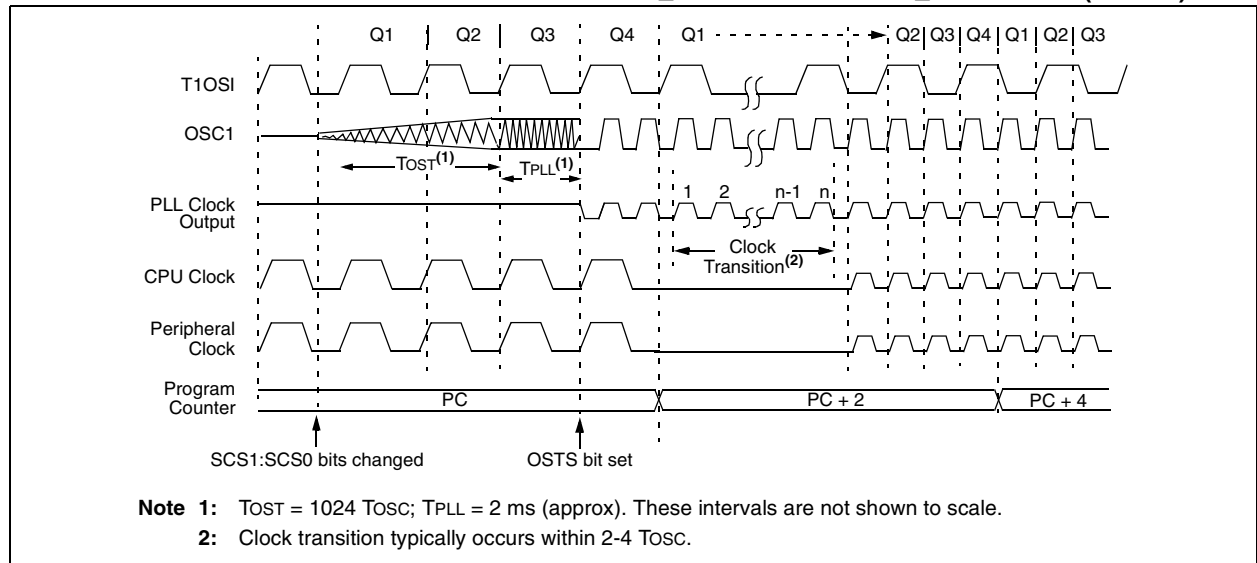 Q1 Q2 Q3 Q4 Q1 Q2 Q3 Q4 Q1 Q2 Q3
T1OSI
OSC1
TOST(1) TPLL(1)
1 2 n-1 n
PLL Clock
Output
Clock
Transition(2)
CPU Clock
Peripheral
Clock
Program
Counter
PC PC + 2 PC + 4
SCS1:SCS0 bits changed OSTS bit set
Note 1: TOST = 1024 TOSC; TPLL = 2 ms (approx). These intervals are not shown to scale.
2: Clock transition typically occurs within 2-4 TOSC.